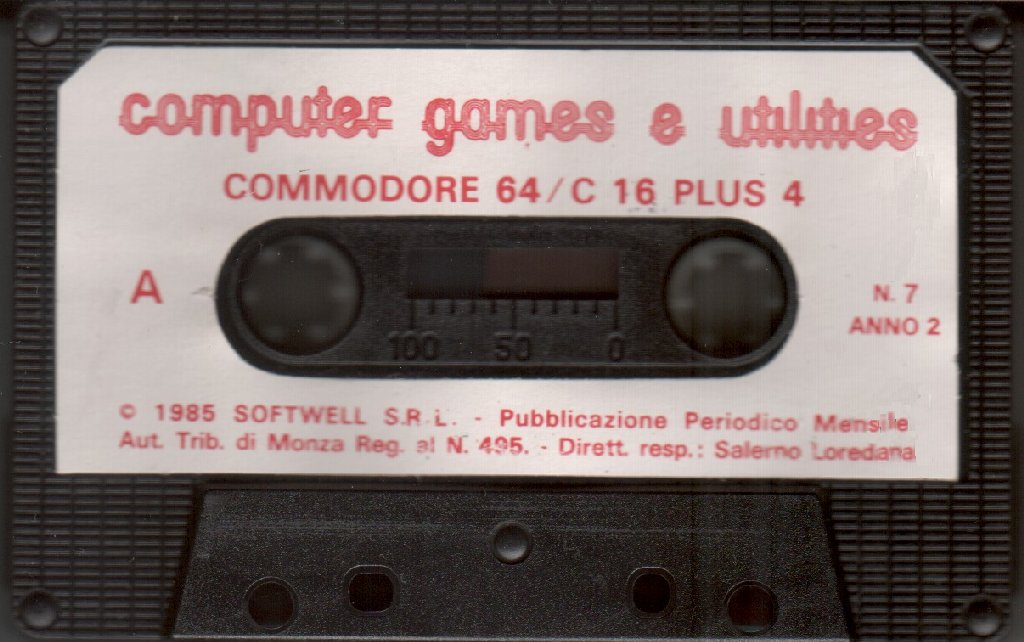 computer games e utilities
COMMODORE 64/C 16 PLUS 4
A
N. 7
ANNO 2
100 50 0
© 1985 SOFTWELL S.R.L. - Pubblicazione Periodico Mensile
Aut. Trib. di Monza Reg. al N. 495. - Dirett. resp.: Salerno Loredana